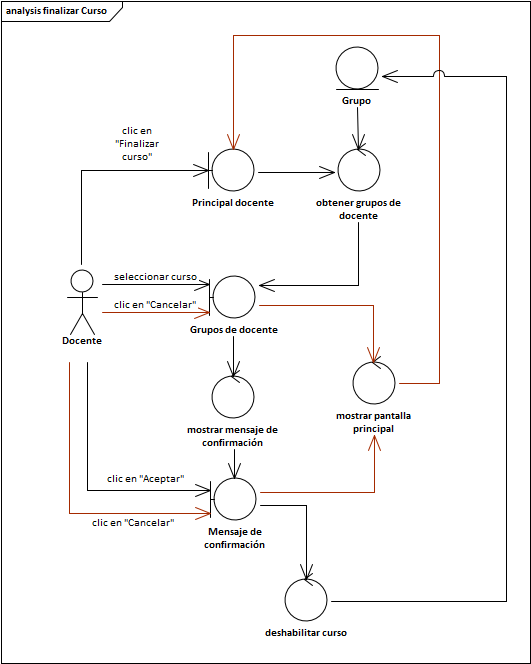 analysis finalizar Curso
Grupo
clic en
"Finalizar
curso"
Principal docente
obtener grupos de
docente
seleccionar curso
clic en "Cancelar"
Grupos de docente
Docente
mostrar mensaje de
confirmación
mostrar pantalla
principal
clic en "Aceptar"
clic en "Cancelar"
Mensaje de
confirmación
deshabilitar curso